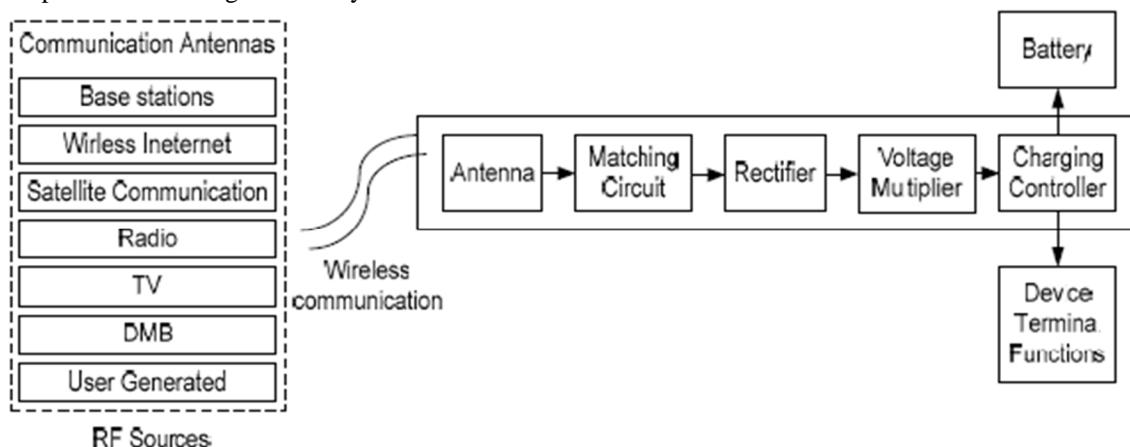 Communication Antennas
Base stations
Wirless Ineternet
Satellite Communication
Radio
TV
DMB
User Generated
RF Sources
Wireless
communication
Antenna
Matching
Circuit
Rectifier
Voltage
Mutiplier
Charging
Controller
Battery
Device
Termina.
Functions